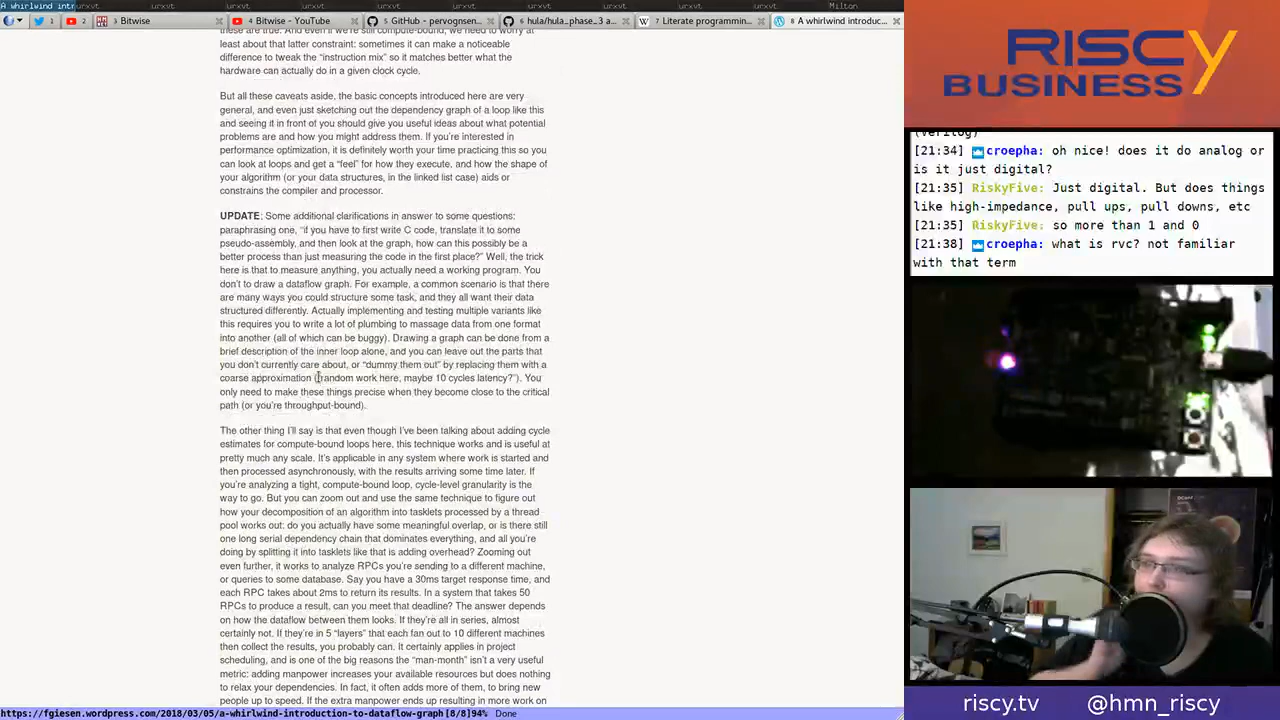 A whirlwind intr
urxvt
urxvt
urxvt
urxvt
urxvt
urxvt
urxvt
urxvt
urxvt
urxvt
Milton
1
2
3 Bitwise
4 Bitwise - YouTube
5 GitHub - pervognsen...
6 hula/hula_phase_3 a...
7 Literate programmin...
8 A whirlwind introduc...
these are true. And even if we're still compute-bound, we need to worry at
least about that latter constraint: sometimes it can make a noticeable
difference to tweak the “instruction mix” so it matches better what the
hardware can actually do in a given clock cycle.
But all these caveats aside, the basic concepts introduced here are very
general, and even just sketching out the dependency graph of a loop like this
and seeing it in front of you should give you useful ideas about what potential
problems are and how you might address them. If you're interested in
performance optimization, it is definitely worth your time practicing this so you
can look at loops and get a “feel” for how they execute, and how the shape of
your algorithm (or your data structures, in the linked list case) aids or
constrains the compiler and processor.
UPDATE: Some additional clarifications in answer to some questions:
paraphrasing one, “if you have to first write C code, translate it to some
pseudo-assembly, and then look at the graph, how can this possibly be a
better process than just measuring the code in the first place?” Well, the trick
here is that to measure anything, you actually need a working program. You
don't to draw a dataflow graph. For example, a common scenario is that there
are many ways you could structure some task, and they all want their data
structured differently. Actually implementing and testing multiple variants like
this requires you to write a lot of plumbing to massage data from one format
into another (all of which can be buggy). Drawing a graph can be done from a
brief description of the inner loop alone, and you can leave out the parts that
you don't currently care about, or “dummy them out” by replacing them with a
coarse approximation (“random work here, maybe 10 cycles latency?”). You
only need to make these things precise when they become close to the critical
path (or you're throughput-bound).
The other thing I'll say is that even though I've been talking about adding cycle
estimates for compute-bound loops here, this technique works and is useful at
pretty much any scale. It's applicable in any system where work is started and
then processed asynchronously, with the results arriving some time later. If
you're analyzing a tight, compute-bound loop, cycle-level granularity is the
way to go. But you can zoom out and use the same technique to figure out
how your decomposition of an algorithm into tasklets processed by a thread
pool works out: do you actually have some meaningful overlap, or is there still
one long serial dependency chain that dominates everything, and all you're
doing by splitting it into tasklets like that is adding overhead? Zooming out
even further, it works to analyze RPCs you're sending to a different machine,
or queries to some database. Say you have a 30ms target response time, and
each RPC takes about 2ms to return its results. In a system that takes 50
RPCs to produce a result, can you meet that deadline? The answer depends
on how the dataflow between them looks. If they're all in series, almost
certainly not. If they're in 5 “layers” that each fan out to 10 different machines
then collect the results, you probably can. It certainly applies in project
scheduling, and is one of the big reasons the “man-month” isn't a very useful
metric: adding manpower increases your available resources but does nothing
to relax your dependencies. In fact, it often adds more of them, to bring new
people up to speed. If the extra manpower ends up resulting in more work on
https://fgiesen.wordpress.com/2018/03/05/a-whirlwind-introduction-to-dataflow-graph[8/8]94% Done
RISCY
BUSINESS
(Verilog)
[21:34] croepha: oh nice! does it do analog or
is it just digital?
[21:35] RiskyFive: Just digital. But does things
like high-impedance, pull ups, pull downs, etc
[21:35] RiskyFive: so more than 1 and 0
[21:38] croepha: what is rvc? not familiar
with that term
riscy.tv @hmn_riscy